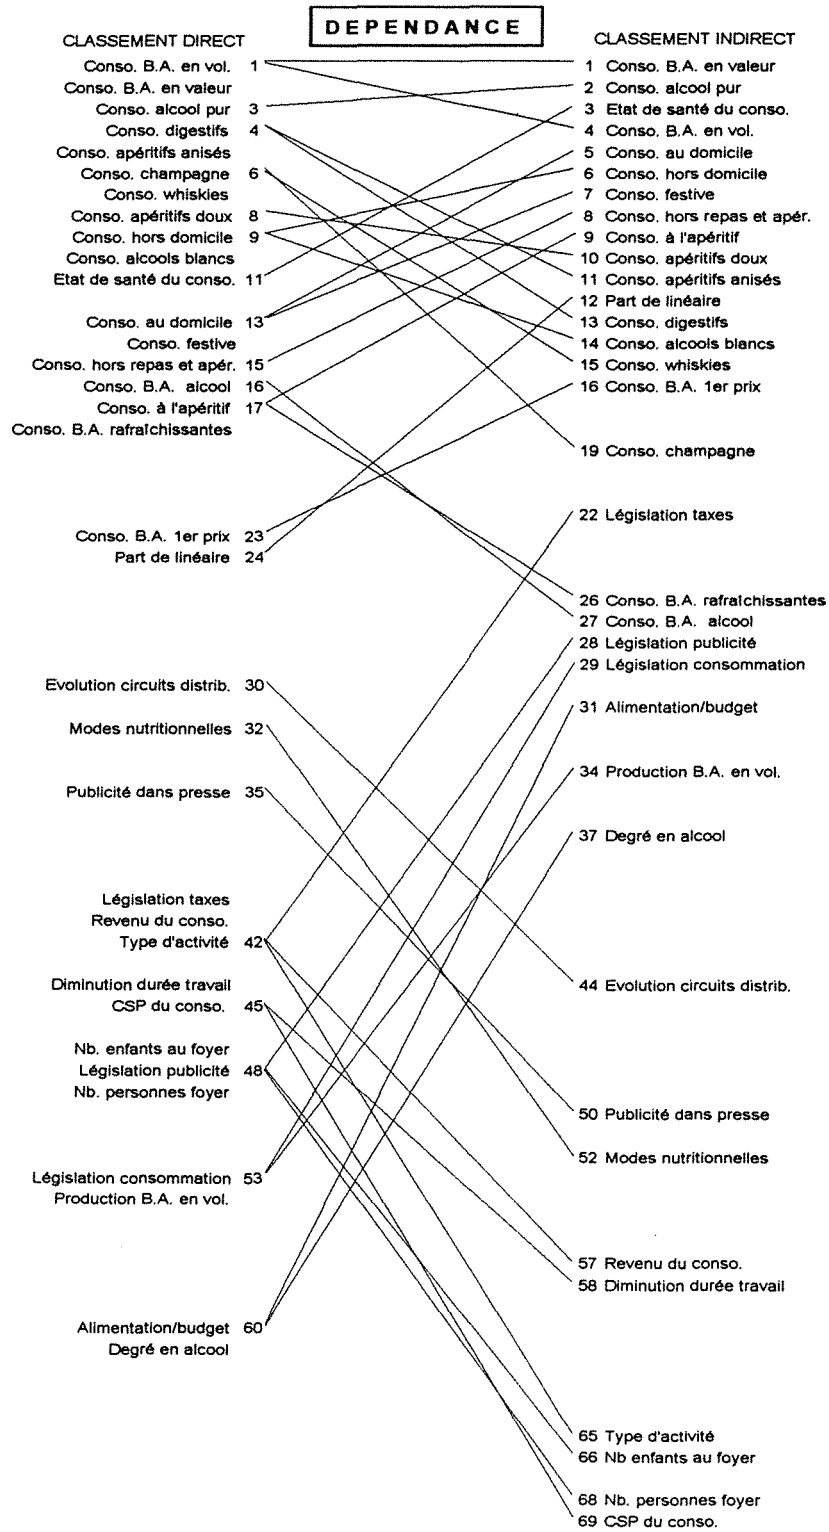 DEPENDANCE
CLASSEMENT DIRECT
Conso. B.A. en vol. 1
Conso. B.A. en valeur
Conso. alcool pur 3
Conso. digestifs 4
Conso. apéritifs anisés
Conso. champagne 6
Conso. whiskies
Conso. apéritifs doux 8
Conso. hors domicile 9
Conso. alcools blancs
Etat de santé du conso. 11
Conso. au domicile 13
Conso. festive
Conso. hors repas et apér. 15
Conso. B.A. alcool 16
Conso. à l'apéritif 17
Conso. B.A. rafraîchissantes
Conso. B.A. 1er prix 23
Part de linéaire 24
Evolution circuits distrib. 30
Modes nutritionnelles 32
Publicité dans presse 35
Législation taxes
Revenu du conso.
Type d'activité 42
Diminution durée travail
CSP du conso. 45
Nb. enfants au foyer
Législation publicité 48
Nb. personnes foyer
Législation consommation 53
Production B.A. en vol.
Alimentation/budget 60
Degré en alcool
CLASSEMENT INDIRECT
1 Conso. B.A. en valeur
2 Conso. alcool pur
3 Etat de santé du conso.
4 Conso. B.A. en vol.
5 Conso. au domicile
6 Conso. hors domicile
7 Conso. festive
8 Conso. hors repas et apér.
9 Conso. à l'apéritif
10 Conso. apéritifs doux
11 Conso. apéritifs anisés
12 Part de linéaire
13 Conso. digestifs
14 Conso. alcools blancs
15 Conso. whiskies
16 Conso. B.A. 1er prix
19 Conso. champagne
22 Législation taxes
26 Conso. B.A. rafraîchissantes
27 Conso. B.A. alcool
28 Législation publicité
29 Législation consommation
31 Alimentation/budget
34 Production B.A. en vol.
37 Degré en alcool
44 Evolution circuits distrib.
50 Publicité dans presse
52 Modes nutritionnelles
57 Revenu du conso.
58 Diminution durée travail
65 Type d'activité
66 Nb enfants au foyer
68 Nb. personnes foyer
69 CSP du conso.